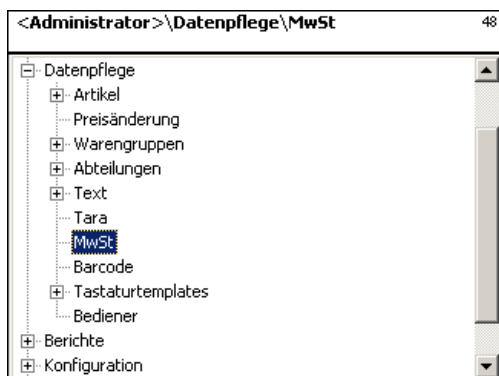 <Administrator>\Datenpflege\MwSt 48
Datenpflege
Artikel
Preisänderung
Warengruppen
Abteilungen
Text
Tara
MwSt
Barcode
Tastaturtemplates
Bediener
Berichte
Konfiguration